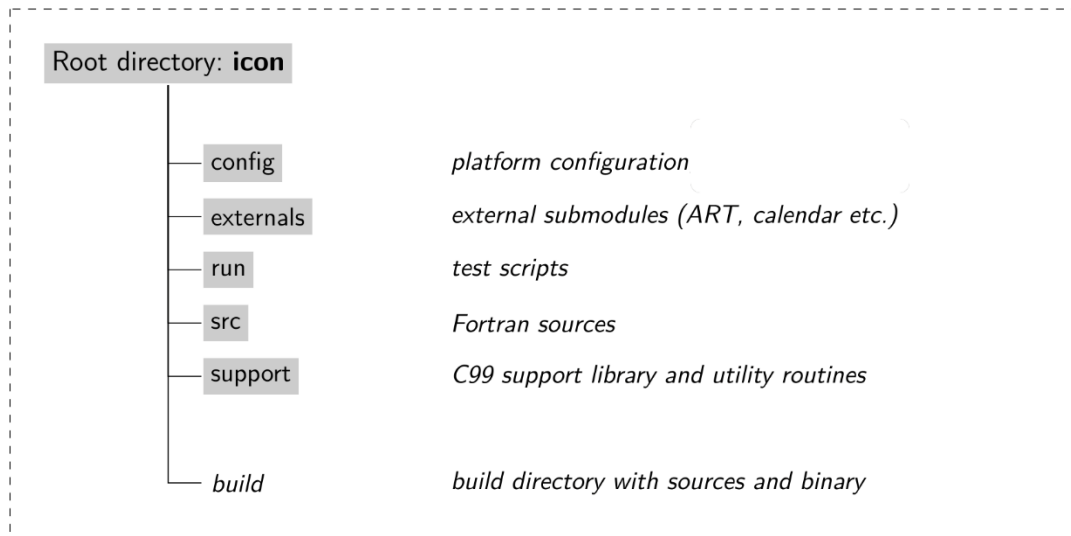 Root directory: icon
config platform configuration
externals external submodules (ART, calendar etc.)
run test scripts
src Fortran sources
support C99 support library and utility routines
build build directory with sources and binary